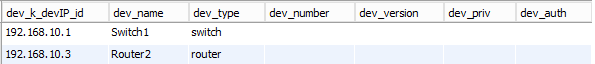 dev_k_devIP_id dev_name dev_type dev_number dev_version dev_priv dev_auth
192.168.10.1 Switch1 switch
192.168.10.3 Router2 router